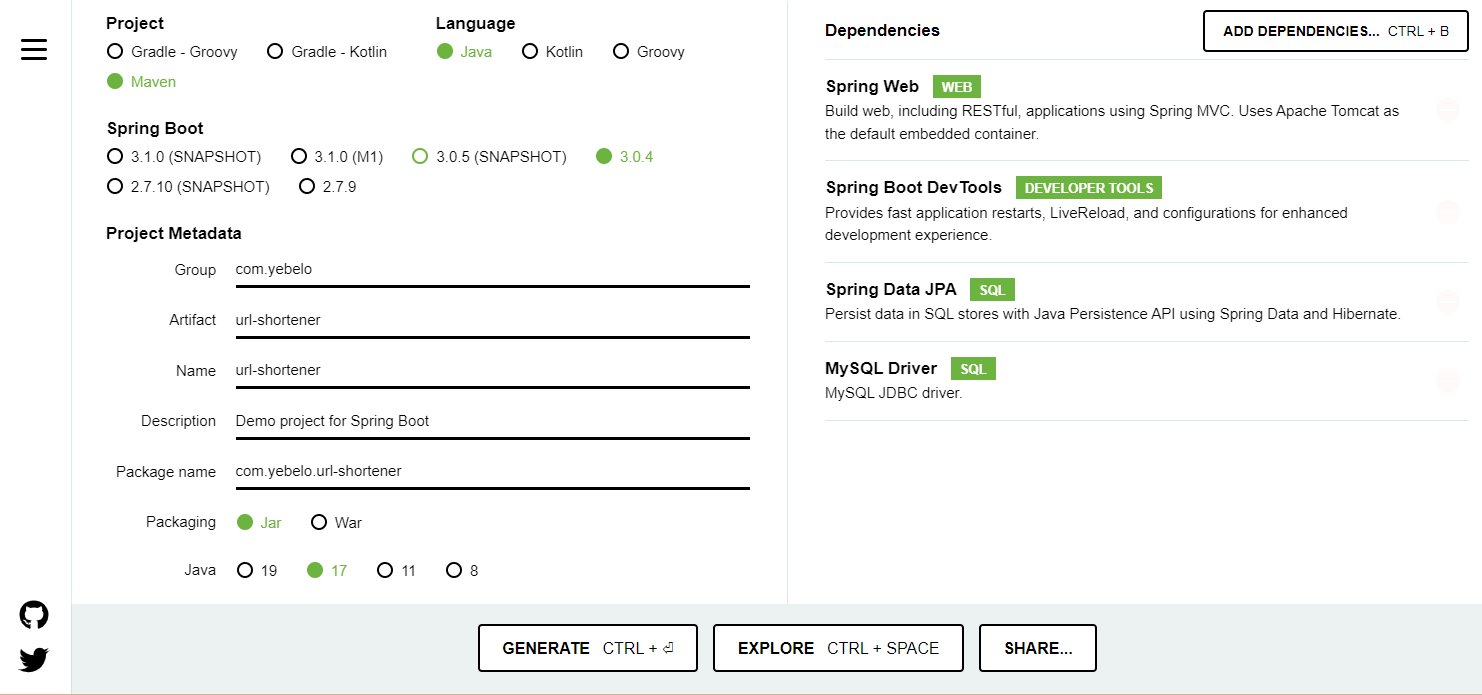 Project
Gradle - Groovy Gradle - Kotlin
Maven
Language
Java Kotlin Groovy
Spring Boot
3.1.0 (SNAPSHOT) 3.1.0 (M1) 3.0.5 (SNAPSHOT) 3.0.4
2.7.10 (SNAPSHOT) 2.7.9
Project Metadata
Group com.yebelo
Artifact url-shortener
Name url-shortener
Description Demo project for Spring Boot
Package name com.yebelo.url-shortener
Packaging Jar War
Java 19 17 11 8
Dependencies
ADD DEPENDENCIES... CTRL + B
Spring Web WEB
Build web, including RESTful, applications using Spring MVC. Uses Apache Tomcat as
the default embedded container.
Spring Boot DevTools DEVELOPER TOOLS
Provides fast application restarts, LiveReload, and configurations for enhanced
development experience.
Spring Data JPA SQL
Persist data in SQL stores with Java Persistence API using Spring Data and Hibernate.
MySQL Driver SQL
MySQL JDBC driver.
GENERATE CTRL + ⏎ EXPLORE CTRL + SPACE SHARE...